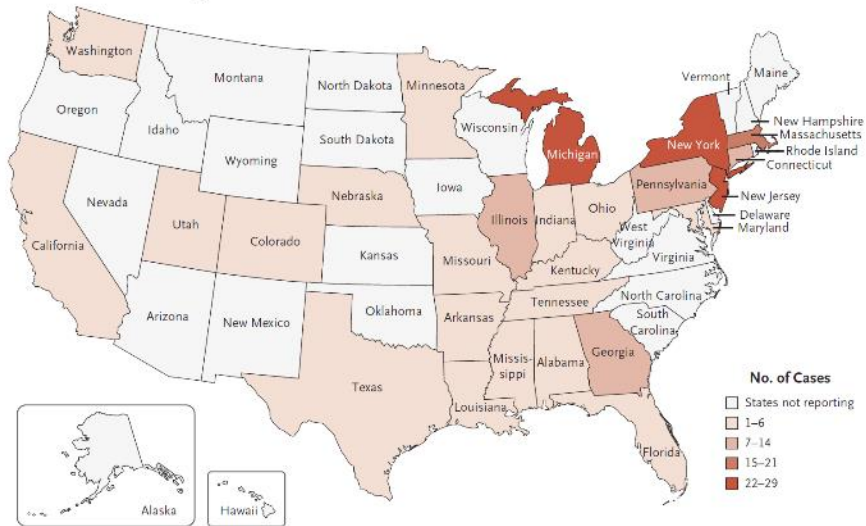 Washington
Montana
North Dakota
Minnesota
Vermont
Maine
Oregon
Idaho
South Dakota
Wisconsin
Michigan
New York
New Hampshire
Massachusetts
Rhode Island
Connecticut
Wyoming
Iowa
Pennsylvania
New Jersey
Nevada
Nebraska
Illinois
Indiana
Ohio
Delaware
Maryland
California
Utah
Colorado
Kansas
Missouri
West
Virginia
Virginia
Kentucky
Arizona
New Mexico
Oklahoma
Arkansas
Tennessee
North Carolina
South
Carolina
Texas
Louisiana
Missis-
sippi
Alabama
Georgia
Florida
Alaska
Hawaii
No. of Cases
States not reporting
1–6
7–14
15–21
22–29